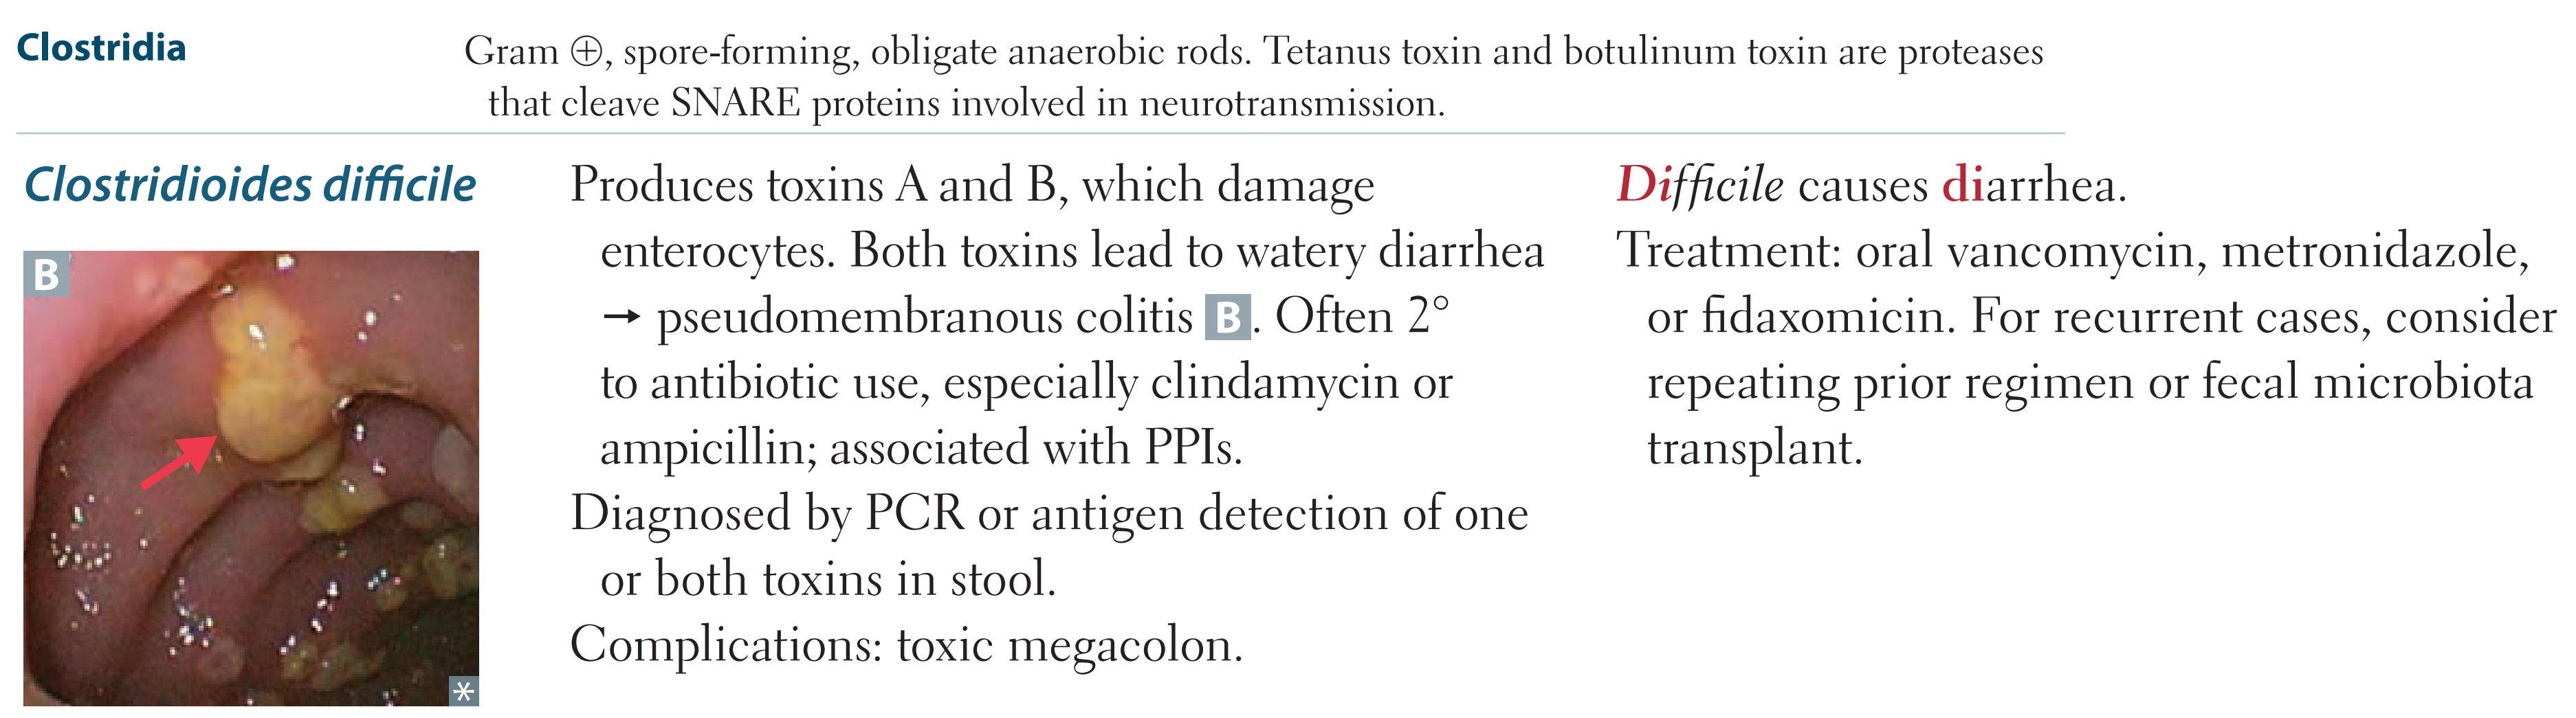 Clostridia
Gram ⊕, spore-forming, obligate anaerobic rods. Tetanus toxin and botulinum toxin are proteases
that cleave SNARE proteins involved in neurotransmission.
Clostridioides difficile
B
*
Produces toxins A and B, which damage
enterocytes. Both toxins lead to watery diarrhea
→ pseudomembranous colitis B. Often 2°
to antibiotic use, especially clindamycin or
ampicillin; associated with PPIs.
Diagnosed by PCR or antigen detection of one
or both toxins in stool.
Complications: toxic megacolon.
Difficile causes diarrhea.
Treatment: oral vancomycin, metronidazole,
or fidaxomicin. For recurrent cases, consider
repeating prior regimen or fecal microbiota
transplant.